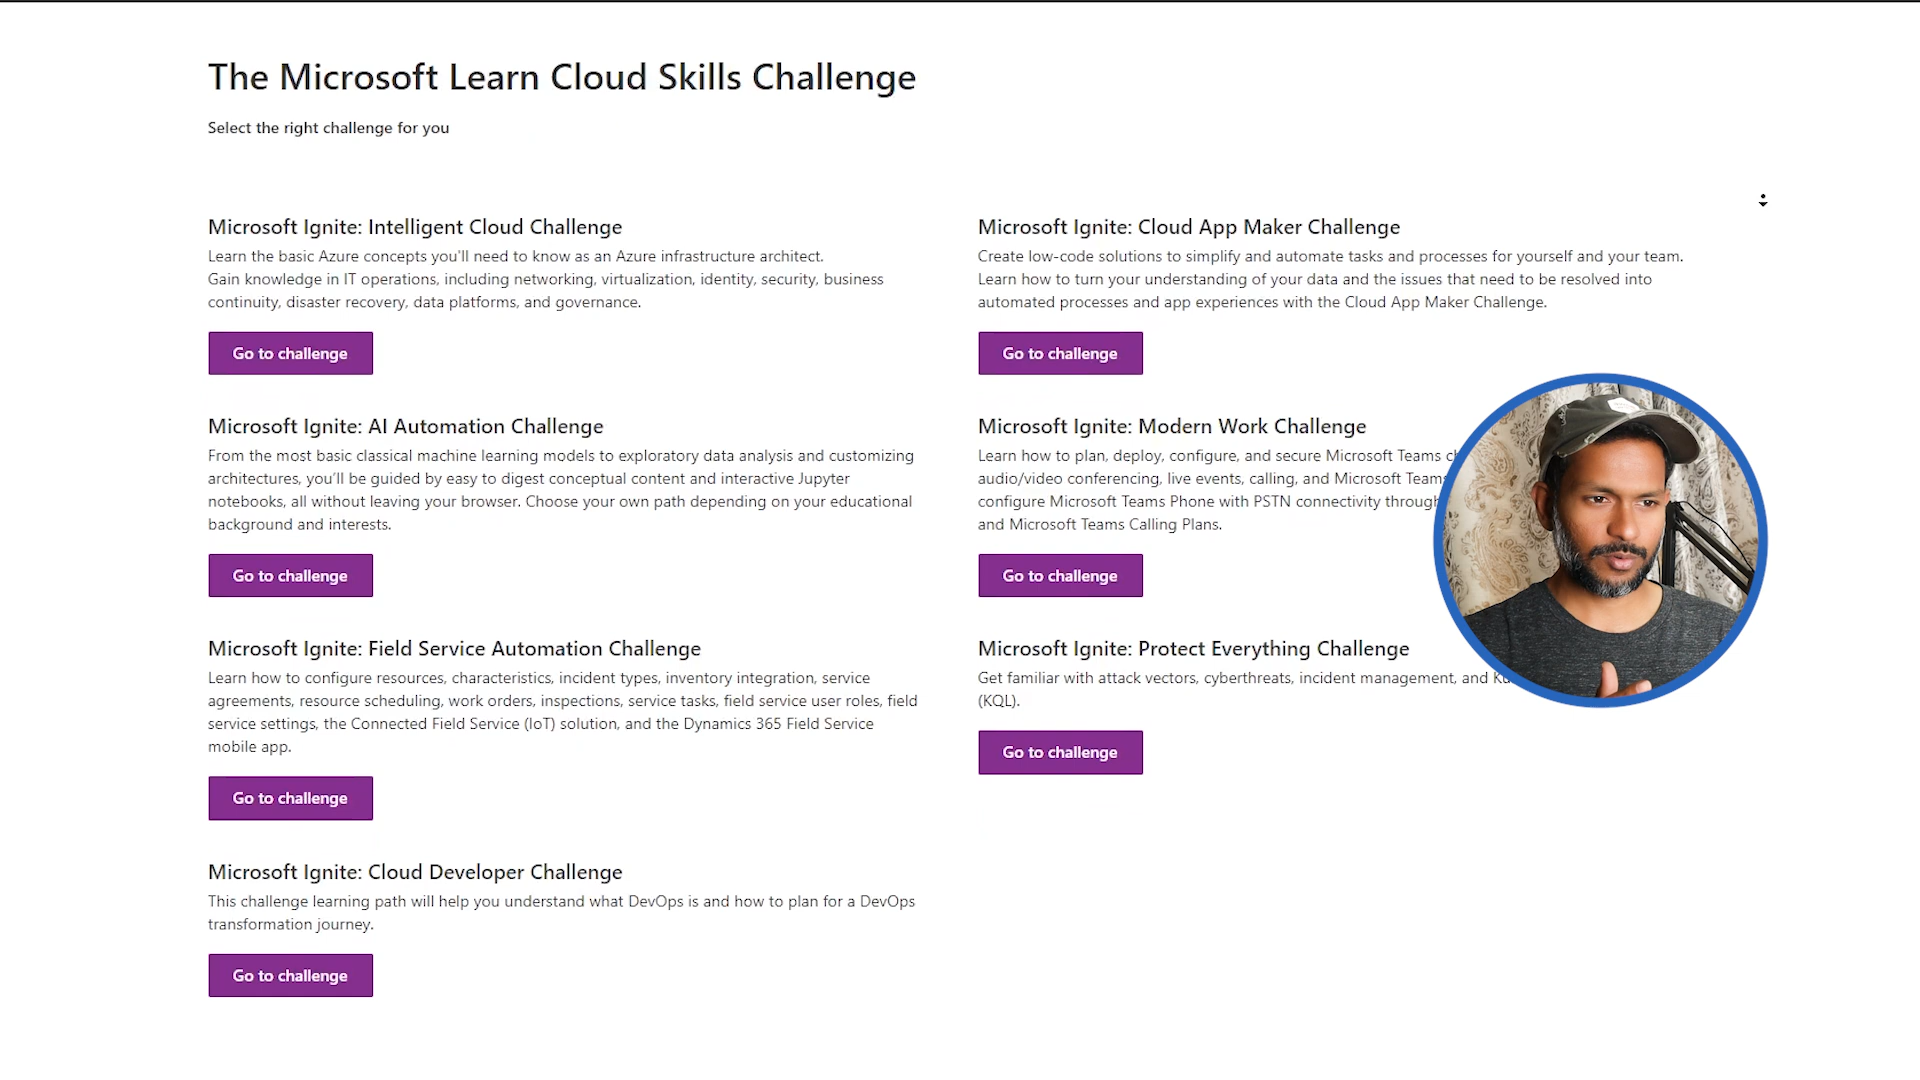 The Microsoft Learn Cloud Skills Challenge
Select the right challenge for you
Microsoft Ignite: Intelligent Cloud Challenge
Learn the basic Azure concepts you'll need to know as an Azure infrastructure architect.
Gain knowledge in IT operations, including networking, virtualization, identity, security, business
continuity, disaster recovery, data platforms, and governance.
Go to challenge
Microsoft Ignite: Cloud App Maker Challenge
Create low-code solutions to simplify and automate tasks and processes for yourself and your team.
Learn how to turn your understanding of your data and the issues that need to be resolved into
automated processes and app experiences with the Cloud App Maker Challenge.
Go to challenge
Microsoft Ignite: AI Automation Challenge
From the most basic classical machine learning models to exploratory data analysis and customizing
architectures, you’ll be guided by easy to digest conceptual content and interactive Jupyter
notebooks, all without leaving your browser. Choose your own path depending on your educational
background and interests.
Go to challenge
Microsoft Ignite: Modern Work Challenge
Learn how to plan, deploy, configure, and secure Microsoft Teams
audio/video conferencing, live events, calling, and Microsoft Teams
configure Microsoft Teams Phone with PSTN connectivity through
and Microsoft Teams Calling Plans.
Go to challenge
Microsoft Ignite: Field Service Automation Challenge
Learn how to configure resources, characteristics, incident types, inventory integration, service
agreements, resource scheduling, work orders, inspections, service tasks, field service user roles, field
service settings, the Connected Field Service (IoT) solution, and the Dynamics 365 Field Service
mobile app.
Go to challenge
Microsoft Ignite: Protect Everything Challenge
Get familiar with attack vectors, cyberthreats, incident management, and
(KQL).
Go to challenge
Microsoft Ignite: Cloud Developer Challenge
This challenge learning path will help you understand what DevOps is and how to plan for a DevOps
transformation journey.
Go to challenge